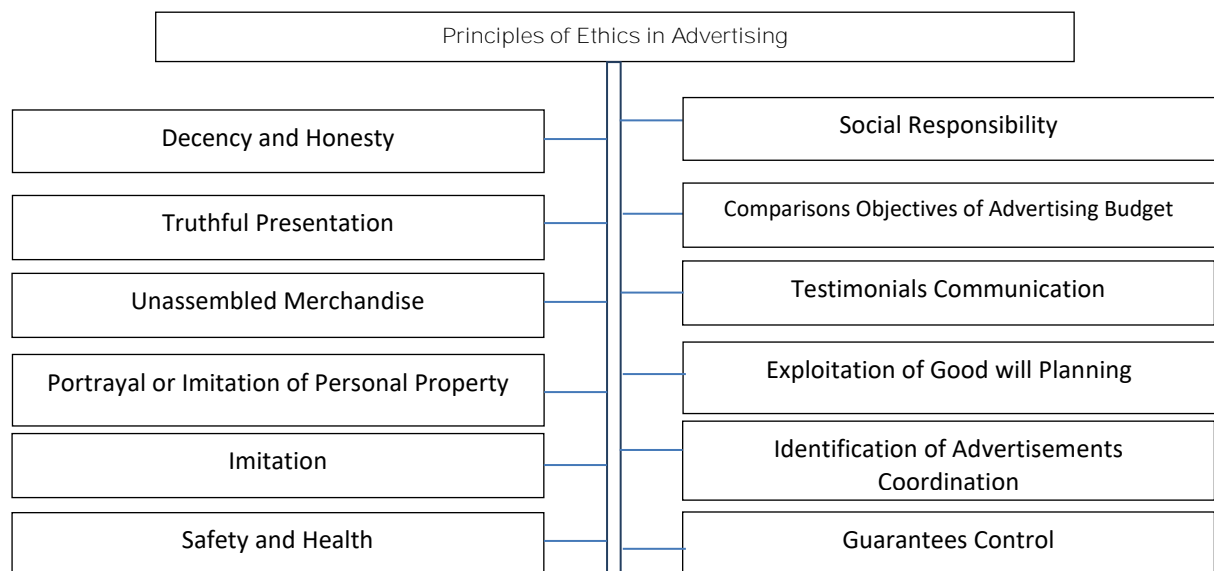 Principles of Ethics in Advertising
Decency and Honesty
Truthful Presentation
Unassembled Merchandise
Portrayal or Imitation of Personal Property
Imitation
Safety and Health
Social Responsibility
Comparisons Objectives of Advertising Budget
Testimonials Communication
Exploitation of Good will Planning
Identification of Advertisements
Coordination
Guarantees Control